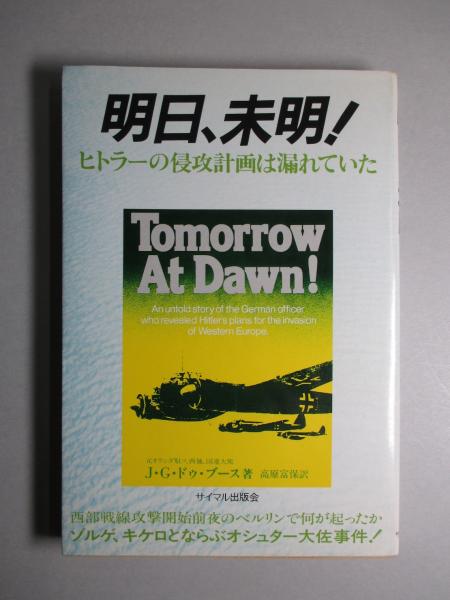 明日、未明！
ヒトラーの侵攻計画は漏れていた
Tomorrow
At Dawn!
An untold story of the German officer
who revealed Hitler's plans for the invasion
of Western Europe.
J・G・ドゥ・ブース著 高原富保訳
サイマル出版会
西部戦線攻撃開始前夜のベルリンで何が起ったか
ゾルゲ、キケロとならぶオシュター大佐事件！